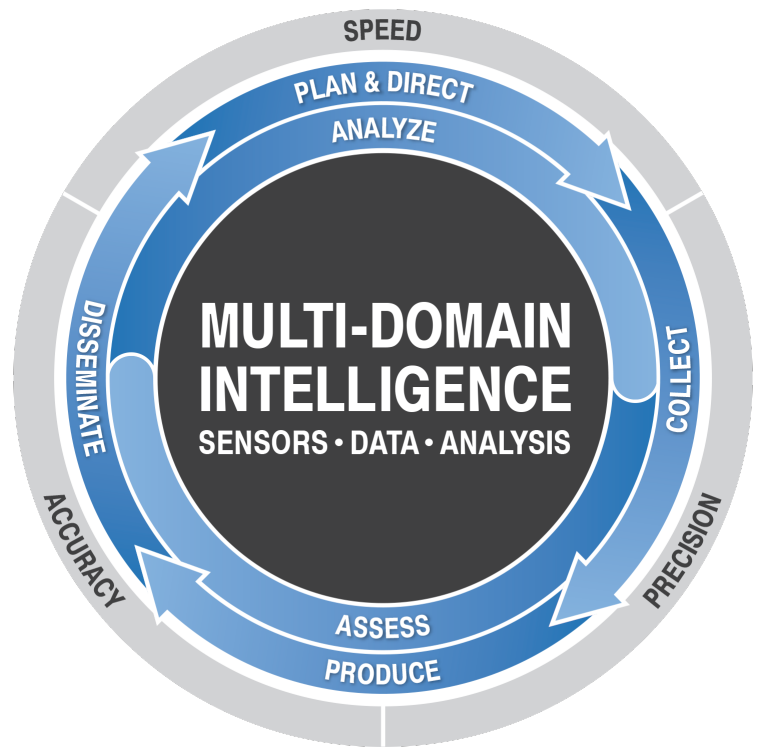 SPEED
PLAN & DIRECT
ANALYZE
MULTI-DOMAIN
INTELLIGENCE
SENSORS • DATA • ANALYSIS
DISSEMINATE
COLLECT
ACCURACY
PRECISION
ASSESS
PRODUCE